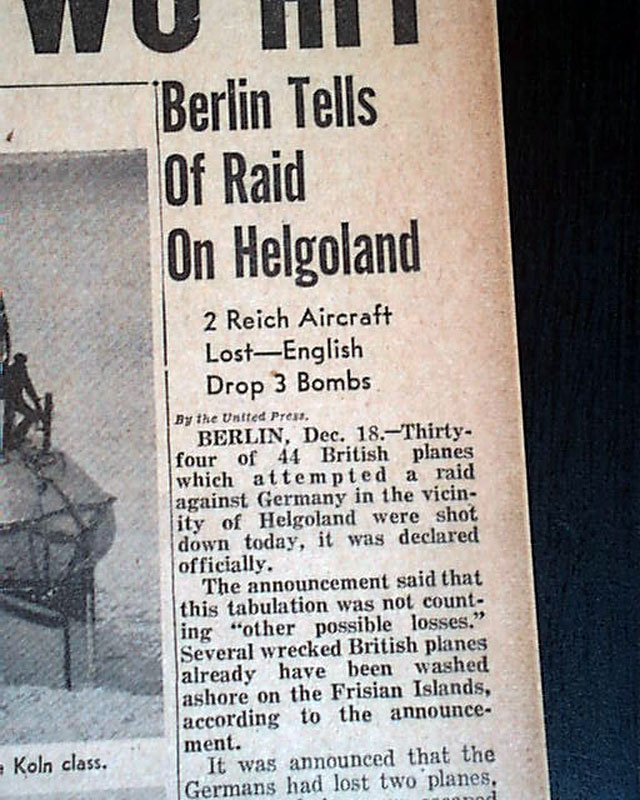 WO HIT
Berlin Tells
Of Raid
On Helgoland
2 Reich Aircraft
Lost—English
Drop 3 Bombs
By the United Press.
BERLIN, Dec. 18.—Thirty-
four of 44 British planes
which attempted a raid
against Germany in the vicin-
ity of Helgoland were shot
down today, it was declared
officially.
The announcement said that
this tabulation was not count-
ing "other possible losses."
Several wrecked British planes
already have been washed
ashore on the Frisian Islands,
according to the announce-
ment.
It was announced that the
Germans had lost two planes,
Koln class.